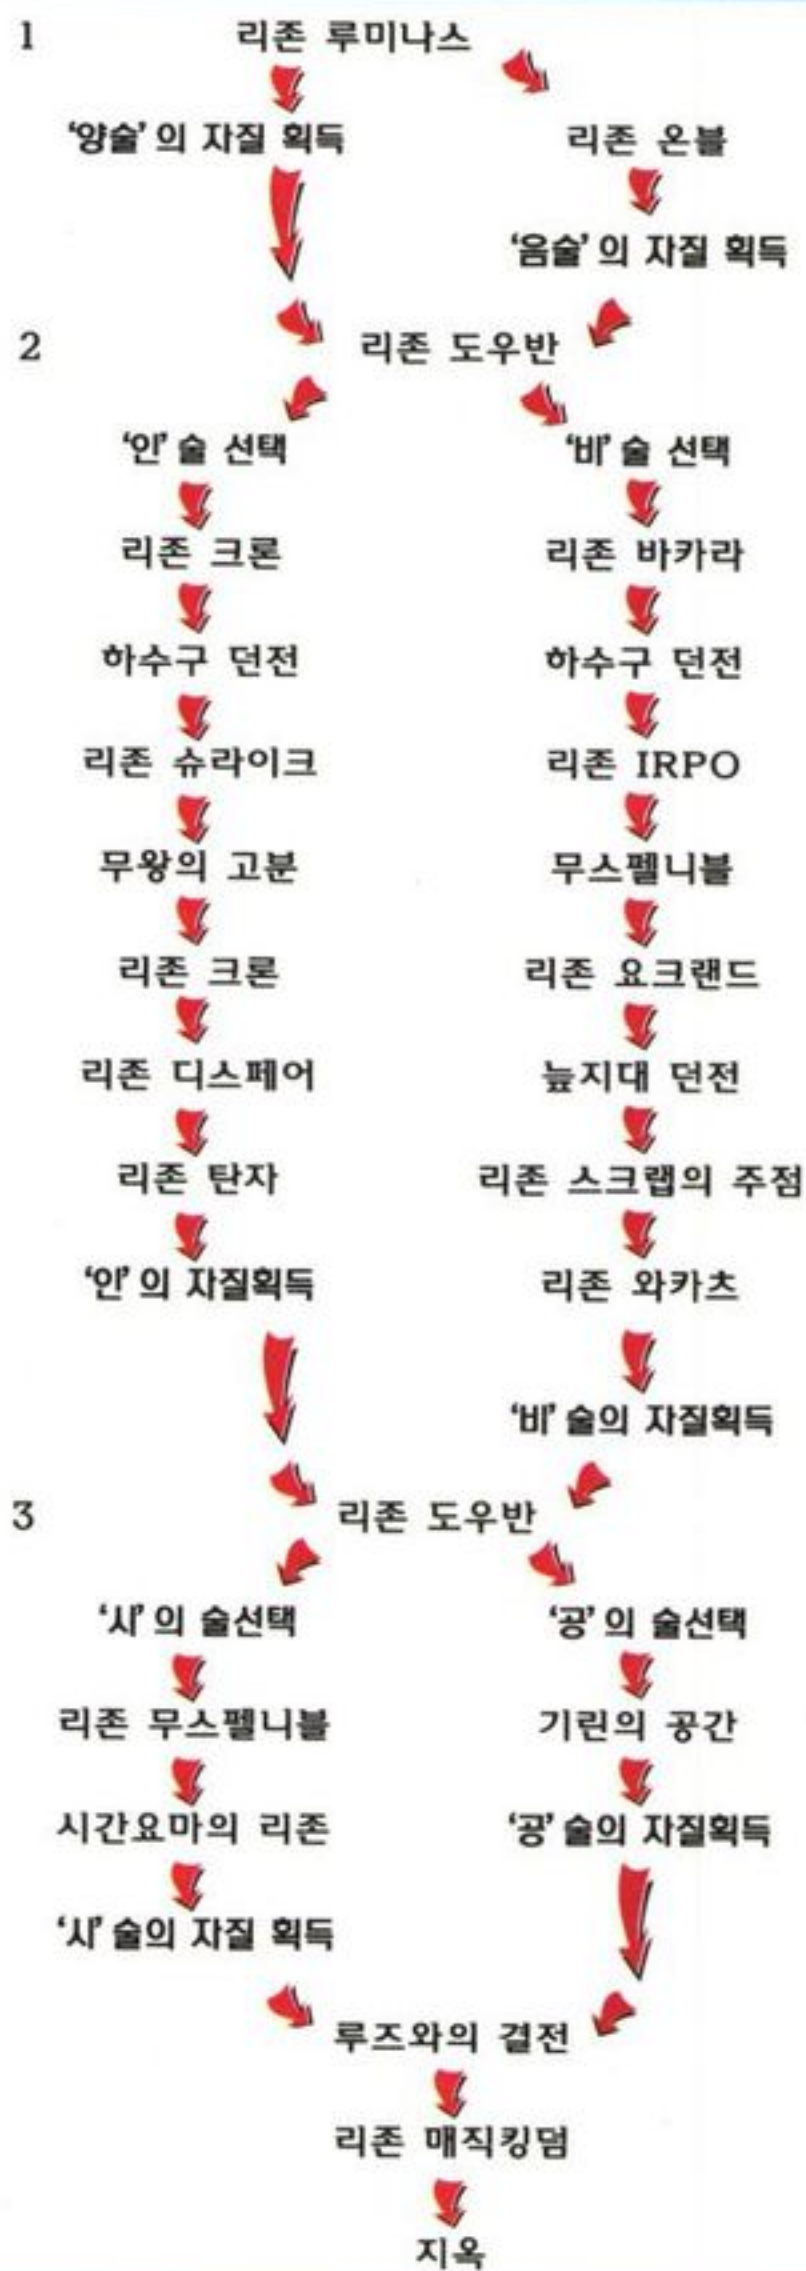 1 리존 루미나스
'양술'의 자질 획득
리존 온블
'음술'의 자질 획득
2 리존 도우반
'인'술 선택
리존 크론
하수구 던전
리존 슈라이크
무왕의 고분
리존 크론
리존 디스페어
리존 탄자
'인'의 자질획득
'비'술 선택
리존 바카라
하수구 던전
리존 IRPO
무스펠니블
리존 요크랜드
늪지대 던전
리존 스크랩의 주점
리존 와카츠
'비'술의 자질획득
3 리존 도우반
'시'의 술선택
리존 무스펠니블
시간요마의 리존
'시'술의 자질 획득
'공'의 술선택
기린의 공간
'공'술의 자질획득
루즈와의 결전
리존 매직킹덤
지옥